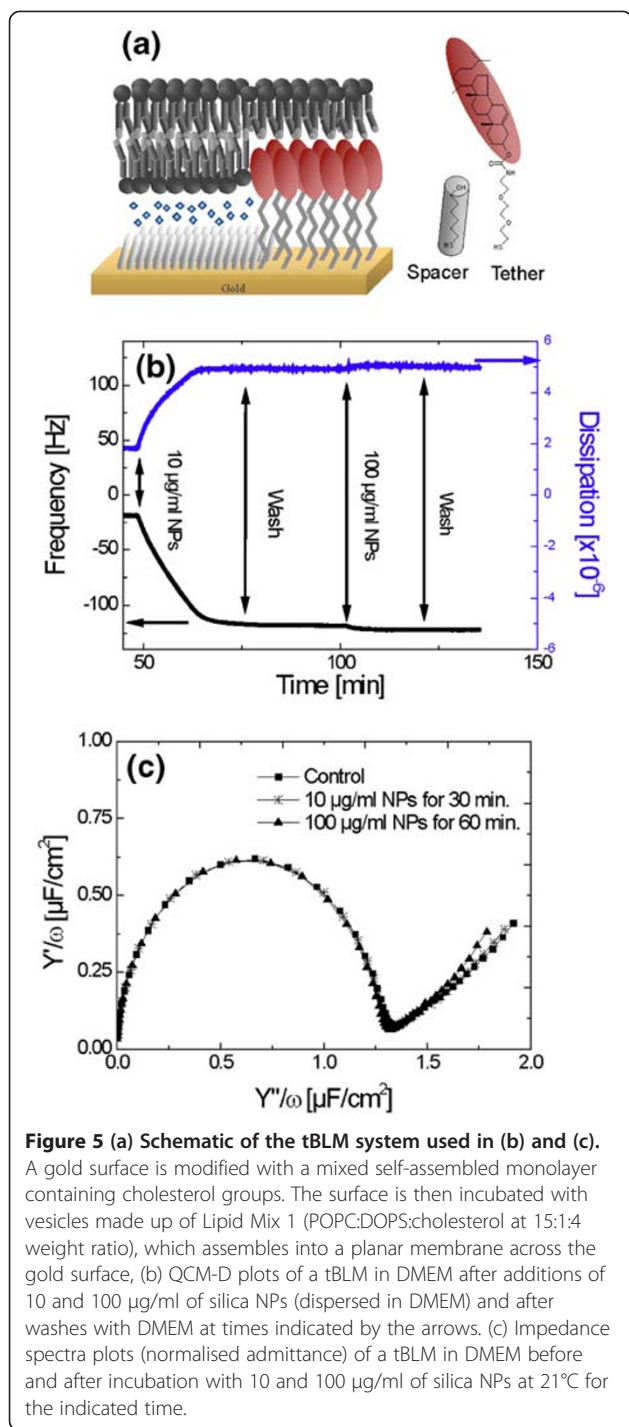 (a)
Gold
OH
HS
Spacer
O
O
NH
O
O
HS
Tether
(b)
100
50
0
-50
-100
Frequency [Hz]
10 µg/ml NPs
Wash
100 µg/ml NPs
Wash
6
4
2
0
-2
-4
-6
Dissipation [x10⁻⁶]
50
100
150
Time [min]
(c)
1.00
0.75
0.50
0.25
0.00
Y'/ω [µF/cm²]
Control
10 µg/ml NPs for 30 min.
100 µg/ml NPs for 60 min.
0.0
0.5
1.0
1.5
2.0
Y''/ω [µF/cm²]
Figure 5 (a) Schematic of the tBLM system used in (b) and (c).
A gold surface is modified with a mixed self-assembled monolayer
containing cholesterol groups. The surface is then incubated with
vesicles made up of Lipid Mix 1 (POPC:DOPS:cholesterol at 15:1:4
weight ratio), which assembles into a planar membrane across the
gold surface, (b) QCM-D plots of a tBLM in DMEM after additions of
10 and 100 µg/ml of silica NPs (dispersed in DMEM) and after
washes with DMEM at times indicated by the arrows. (c) Impedance
spectra plots (normalised admittance) of a tBLM in DMEM before
and after incubation with 10 and 100 µg/ml of silica NPs at 21°C for
the indicated time.